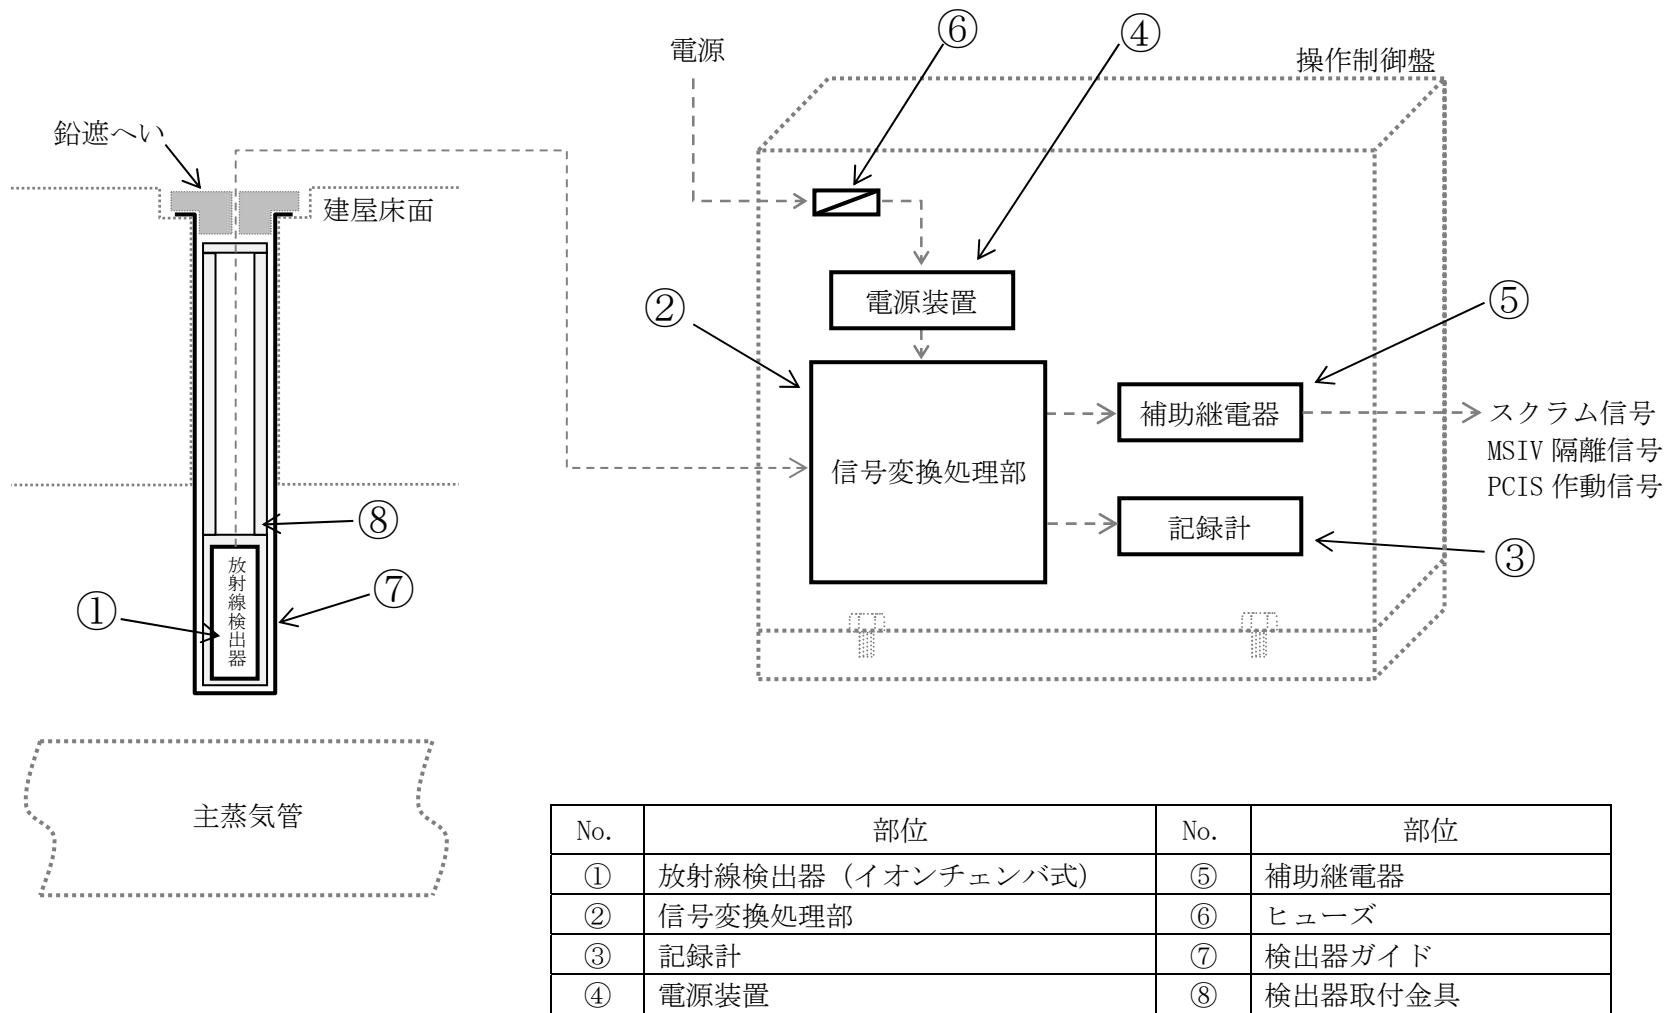 ⑥
④
電源
操作制御盤
鉛遮へい
建屋床面
②
電源装置
⑤
補助継電器
スクラム信号
MSIV 隔離信号
PCIS 作動信号
信号変換処理部
記録計
③
⑧
⑦
①
放射線検出器
主蒸気管
No. 部位 No. 部位
① 放射線検出器（イオンチェンバ式） ⑤ 補助継電器
② 信号変換処理部 ⑥ ヒューズ
③ 記録計 ⑦ 検出器ガイド
④ 電源装置 ⑧ 検出器取付金具